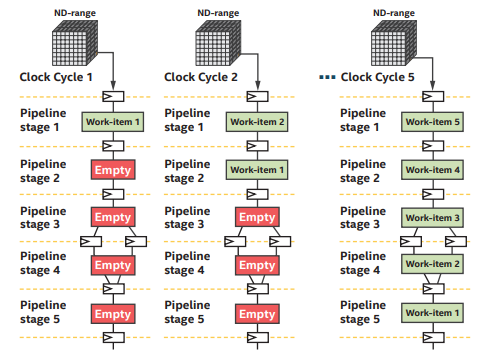 ND-range
Clock Cycle 1
Pipeline
stage 1
Work-item 1
Pipeline
stage 2
Empty
Pipeline
stage 3
Empty
Pipeline
stage 4
Empty
Pipeline
stage 5
Empty
ND-range
Clock Cycle 2
Pipeline
stage 1
Work-item 2
Pipeline
stage 2
Work-item 1
Pipeline
stage 3
Empty
Pipeline
stage 4
Empty
Pipeline
stage 5
Empty
ND-range
... Clock Cycle 5
Pipeline
stage 1
Work-item 5
Pipeline
stage 2
Work-item 4
Pipeline
stage 3
Work-item 3
Pipeline
stage 4
Work-item 2
Pipeline
stage 5
Work-item 1